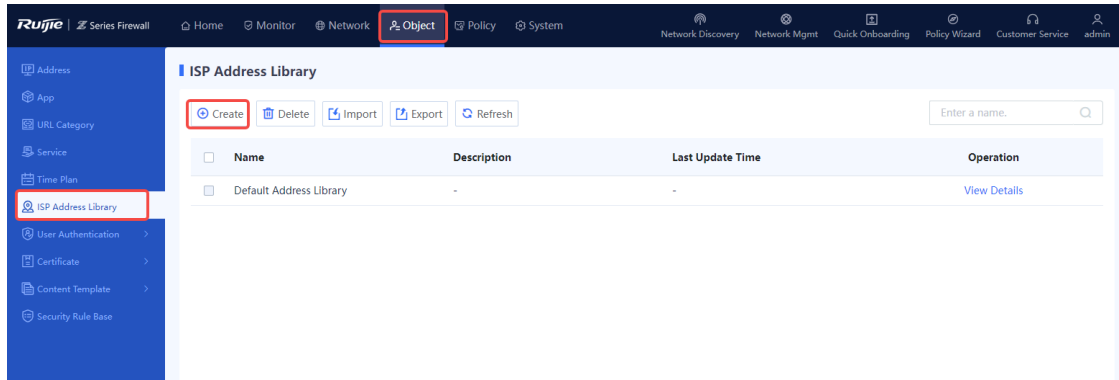 Ruijie | Z Series Firewall
Home
Monitor
Network
Object
Policy
System
Network Discovery
Network Mgmt
Quick Onboarding
Policy Wizard
Customer Service
admin
Address
App
URL Category
Service
Time Plan
ISP Address Library
User Authentication
Certificate
Content Template
Security Rule Base
ISP Address Library
Create
Delete
Import
Export
Refresh
Enter a name.
Name Description Last Update Time Operation
Default Address Library - - View Details